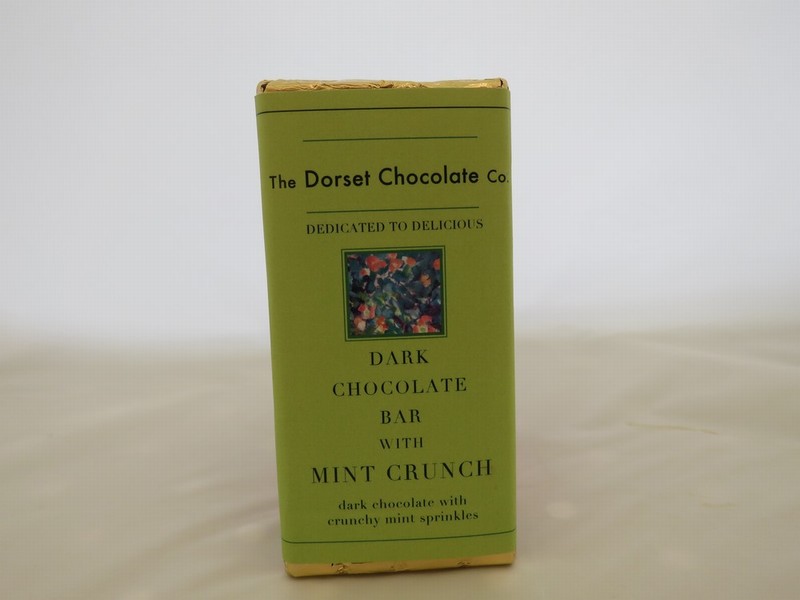 The Dorset Chocolate Co.
DEDICATED TO DELICIOUS
DARK
CHOCOLATE
BAR
WITH
MINT CRUNCH
dark chocolate with
crunchy mint sprinkles